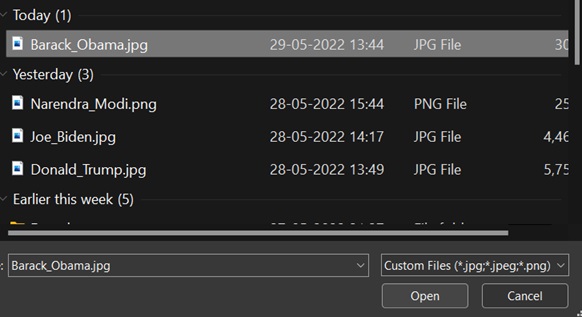 Today (1)
Barack_Obama.jpg 29-05-2022 13:44 JPG File 30
Yesterday (3)
Narendra_Modi.png 28-05-2022 15:44 PNG File 25
Joe_Biden.jpg 28-05-2022 14:17 JPG File 4,46
Donald_Trump.jpg 28-05-2022 13:49 JPG File 5,75
Earlier this week (5)
: Barack_Obama.jpg Custom Files (*.jpg;*.jpeg;*.png)
Open Cancel